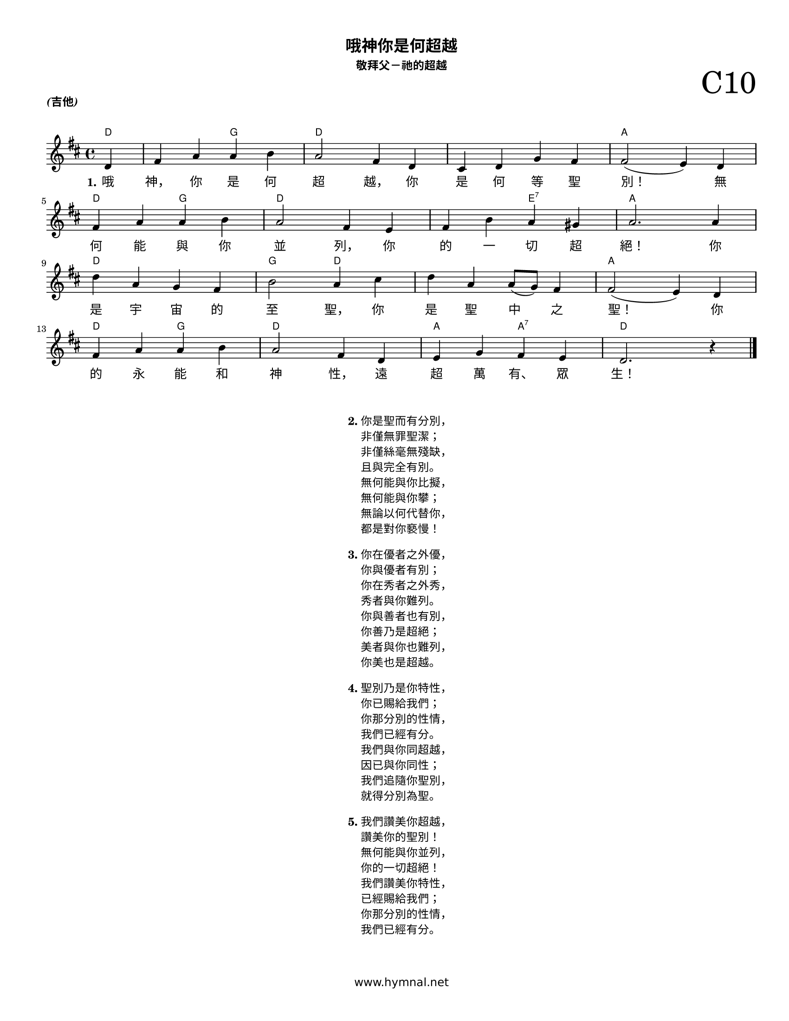 哦神你是何超越
敬拜父－祂的超越
C10
(吉他)
D G D A
1. 哦 神， 你 是 何 超 越， 你 是 何 等 聖 別！ 無
5 D G D E7 A
何 能 與 你 並 列， 你 的 一 切 超 絕！ 你
9 D G D A
是 宇 宙 的 至 聖， 你 是 聖 中 之 聖！ 你
13 D G D A A7 D
的 永 能 和 神 性， 遠 超 萬 有、 眾 生！
2. 你是聖而有分別，
非僅無罪聖潔；
非僅絲毫無殘缺，
且與完全有別。
無何能與你比擬，
無何能與你攀；
無論以何代替你，
都是對你褻慢！
3. 你在優者之外優，
你與優者有別；
你在秀者之外秀，
秀者與你難列。
你與善者也有別，
你善乃是超絕；
美者與你也難列，
你美也是超越。
4. 聖別乃是你特性，
你已賜給我們；
你那分別的性情，
我們已經有分。
我們與你同超越，
因已與你同性；
我們追隨你聖別，
就得分別為聖。
5. 我們讚美你超越，
讚美你的聖別！
無何能與你並列，
你的一切超絕！
我們讚美你特性，
已經賜給我們；
你那分別的性情，
我們已經有分。
www.hymnal.net